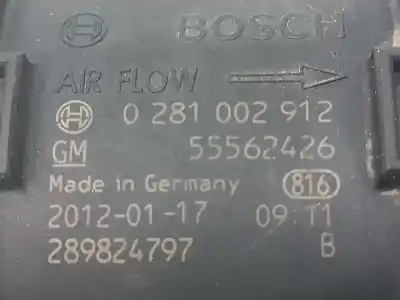 BOSCH
AIR FLOW
0 281 002 912
GM 55562426
Made in Germany 816
2012-01-17 09:11
289824797 B